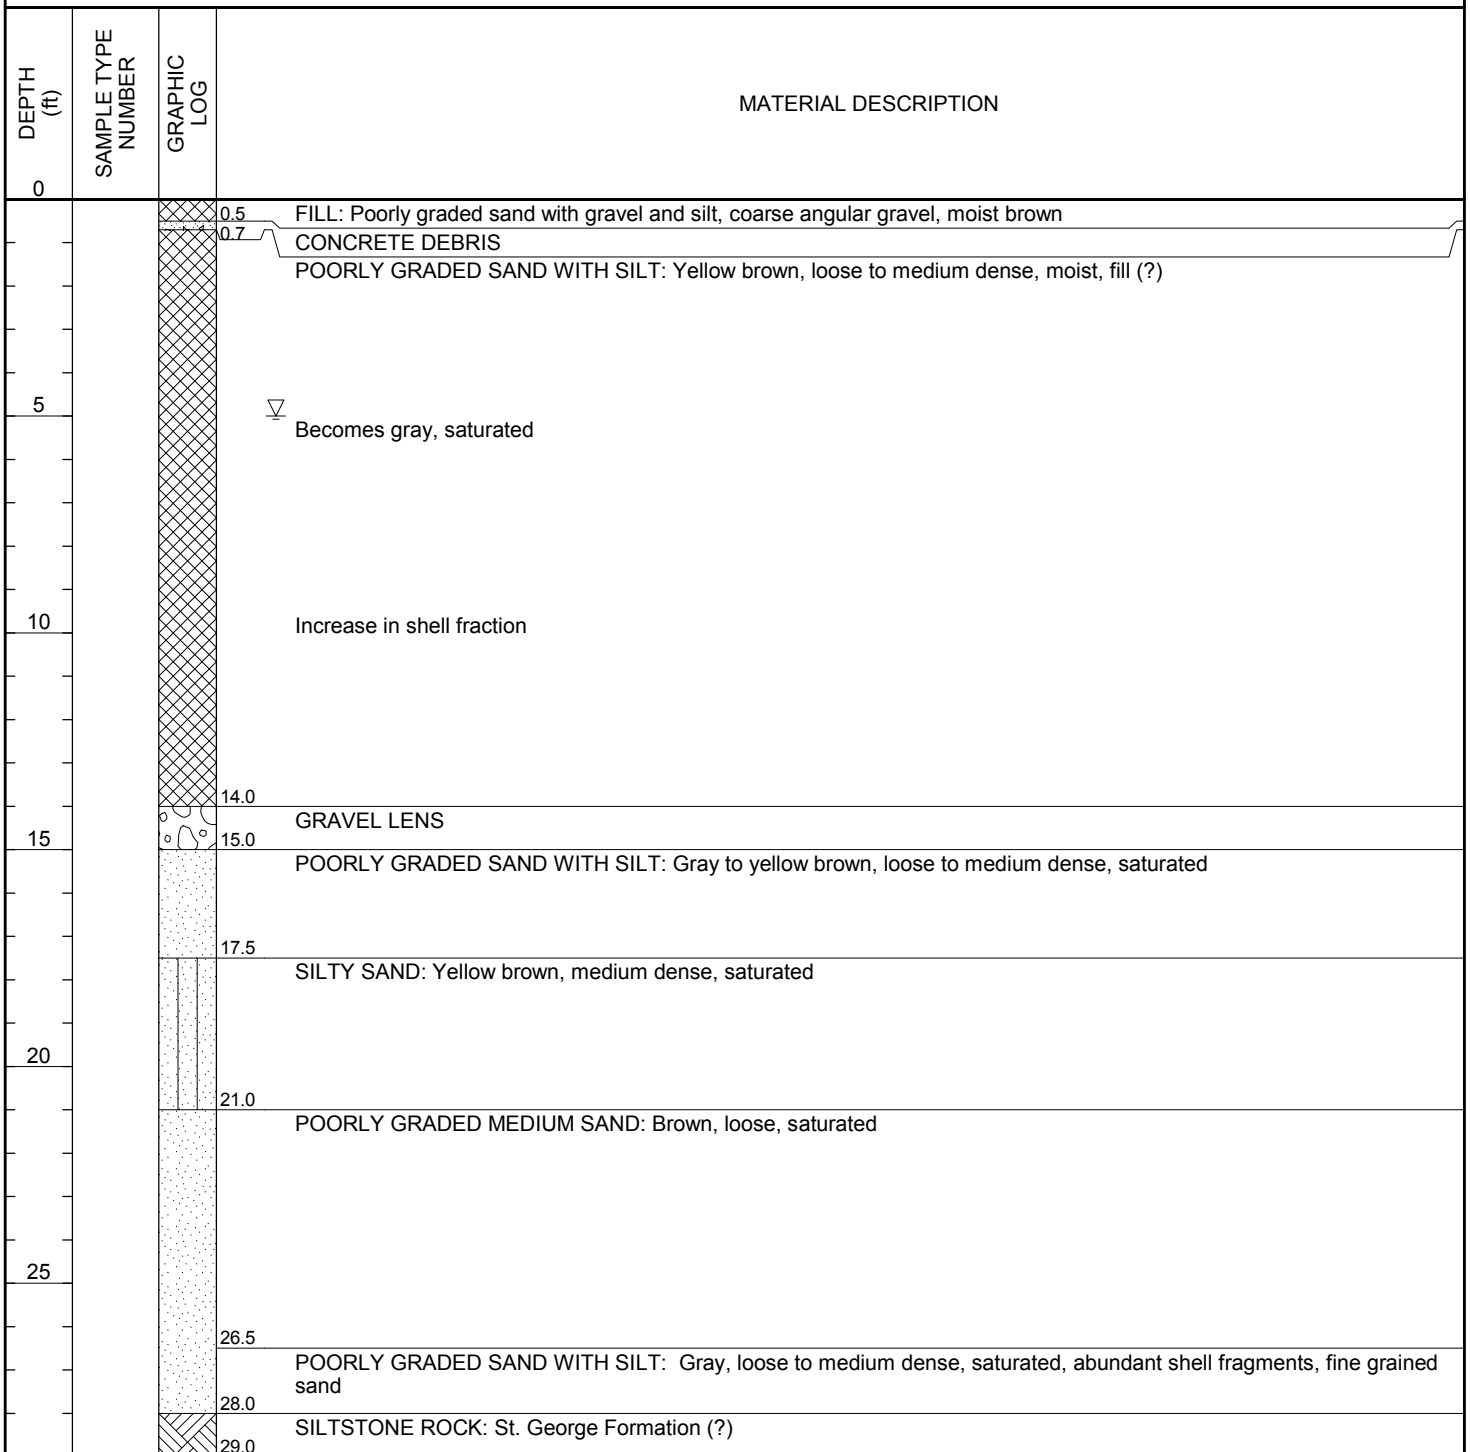 DEPTH
(ft)
SAMPLE TYPE
NUMBER
GRAPHIC
LOG
MATERIAL DESCRIPTION
0
0.5 FILL: Poorly graded sand with gravel and silt, coarse angular gravel, moist brown
0.7 CONCRETE DEBRIS
POORLY GRADED SAND WITH SILT: Yellow brown, loose to medium dense, moist, fill (?)
5
Becomes gray, saturated
10 Increase in shell fraction
14.0
GRAVEL LENS
15 15.0
POORLY GRADED SAND WITH SILT: Gray to yellow brown, loose to medium dense, saturated
17.5
SILTY SAND: Yellow brown, medium dense, saturated
20
21.0
POORLY GRADED MEDIUM SAND: Brown, loose, saturated
25
26.5
POORLY GRADED SAND WITH SILT: Gray, loose to medium dense, saturated, abundant shell fragments, fine grained
sand
28.0
SILTSTONE ROCK: St. George Formation (?)
29.0